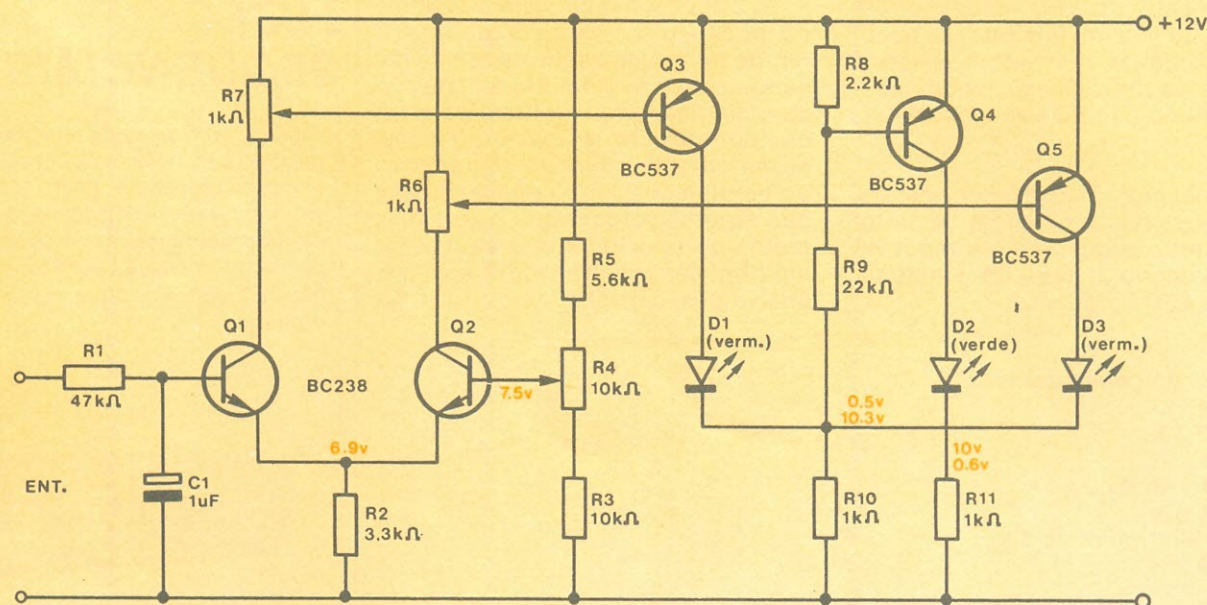 +12V
R7
1kΩ
Q3
BC537
R8
2.2kΩ
Q4
BC537
Q5
BC537
R6
1kΩ
R5
5.6kΩ
R9
22kΩ
Q1
Q2
BC238
R1
47kΩ
7.5v
R4
10kΩ
D1
(verm.)
D2
(verde)
D3
(verm.)
0.5v
10.3v
10v
0.6v
6.9v
ENT.
C1
1uF
R2
3,3kΩ
R3
10kΩ
R10
1kΩ
R11
1kΩ